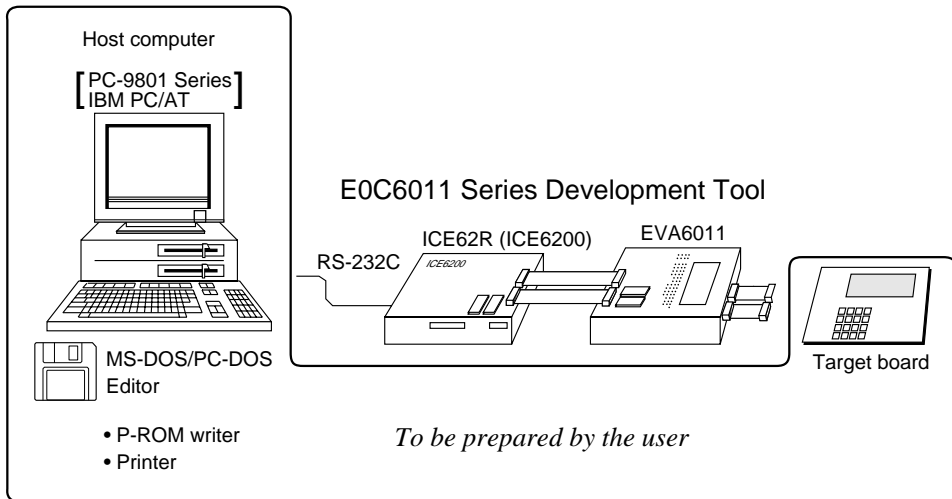 Host computer
PC-9801 Series
IBM PC/AT
E0C6011 Series Development Tool
RS-232C
ICE62R (ICE6200)
ICE6200
EVA6011
Target board
MS-DOS/PC-DOS
Editor
• P-ROM writer
• Printer
To be prepared by the user